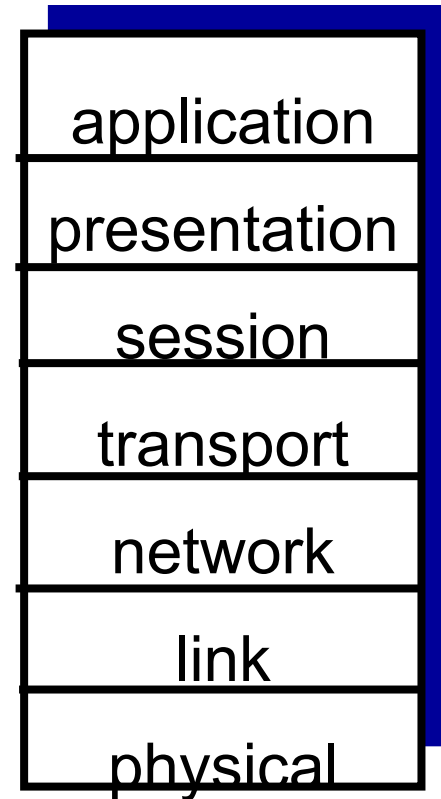 application
presentation
session
transport
network
link
physical